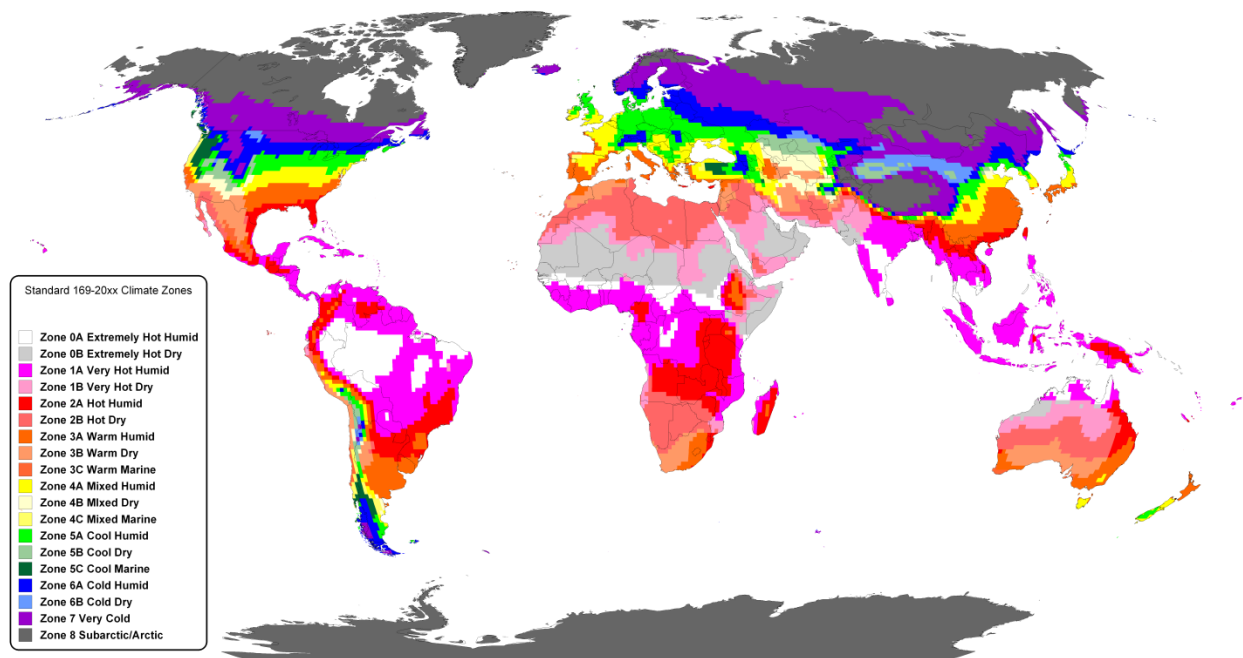 Standard 169-20xx Climate Zones
Zone 0A Extremely Hot Humid
Zone 0B Extremely Hot Dry
Zone 1A Very Hot Humid
Zone 1B Very Hot Dry
Zone 2A Hot Humid
Zone 2B Hot Dry
Zone 3A Warm Humid
Zone 3B Warm Dry
Zone 3C Warm Marine
Zone 4A Mixed Humid
Zone 4B MIxed Dry
Zone 4C Mixed Marine
Zone 5A Cool Humid
Zone 5B Cool Dry
Zone 5C Cool Marine
Zone 6A Cold Humid
Zone 6B Cold Dry
Zone 7 Very Cold
Zone 8 Subarctic/Arctic